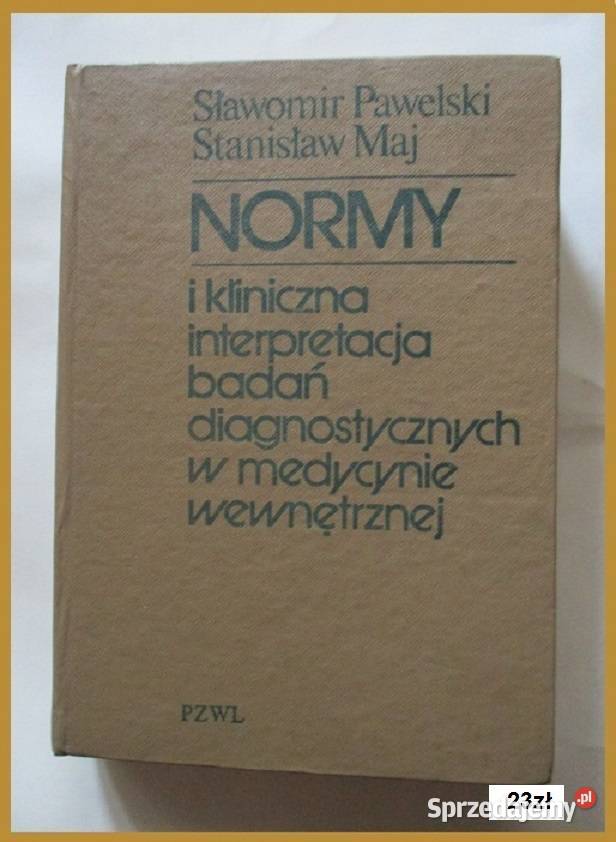 Sławomir Pawelski
Stanisław Maj
NORMY
i kliniczna
interpretacja
badań
diagnostycznych
w medycynie
wewnętrznej
PZWL
23zł
Sprzedajemy.pl